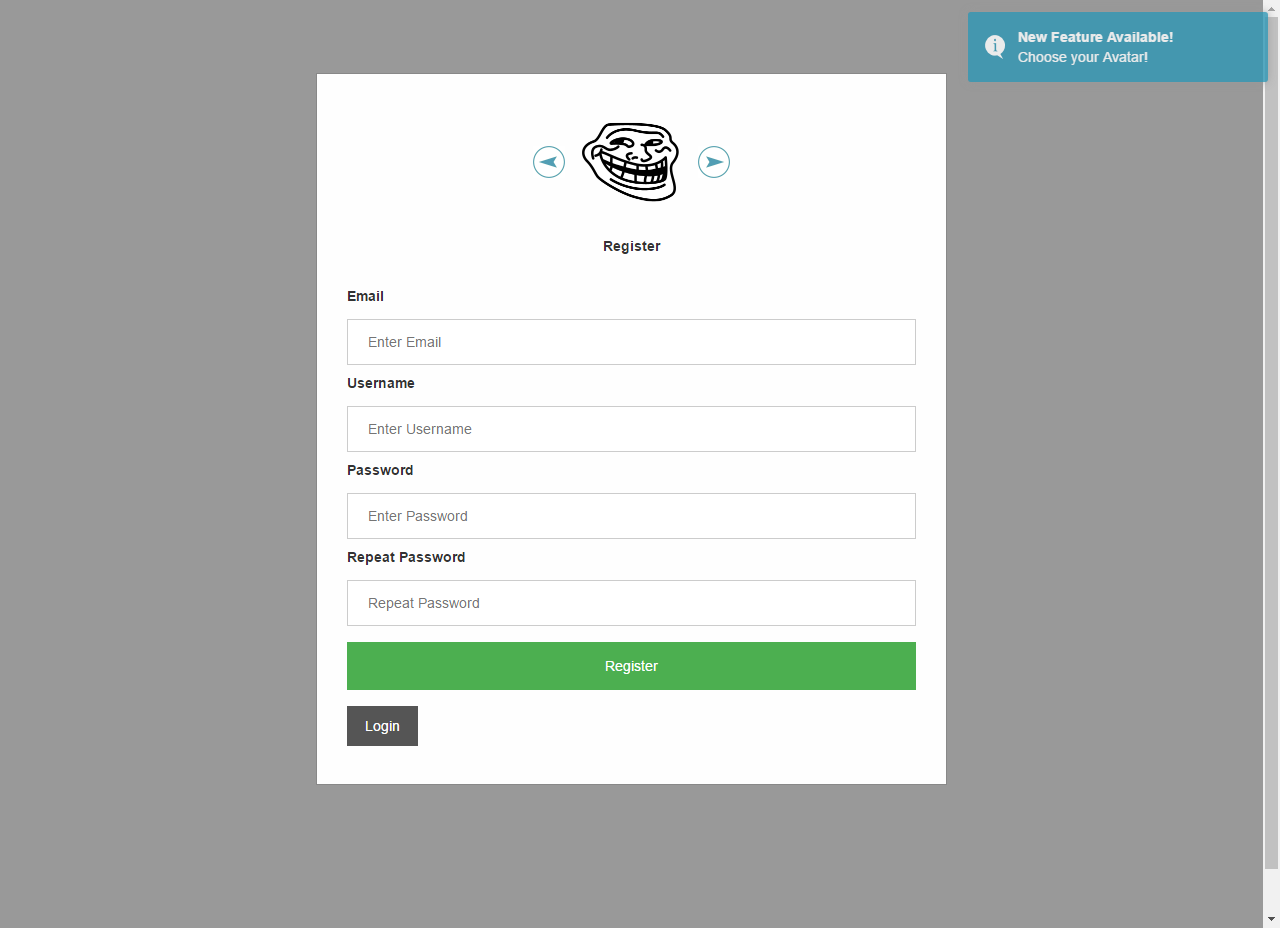 New Feature Available!
Choose your Avatar!
Register
Email
Enter Email
Username
Enter Username
Password
Enter Password
Repeat Password
Repeat Password
Register
Login